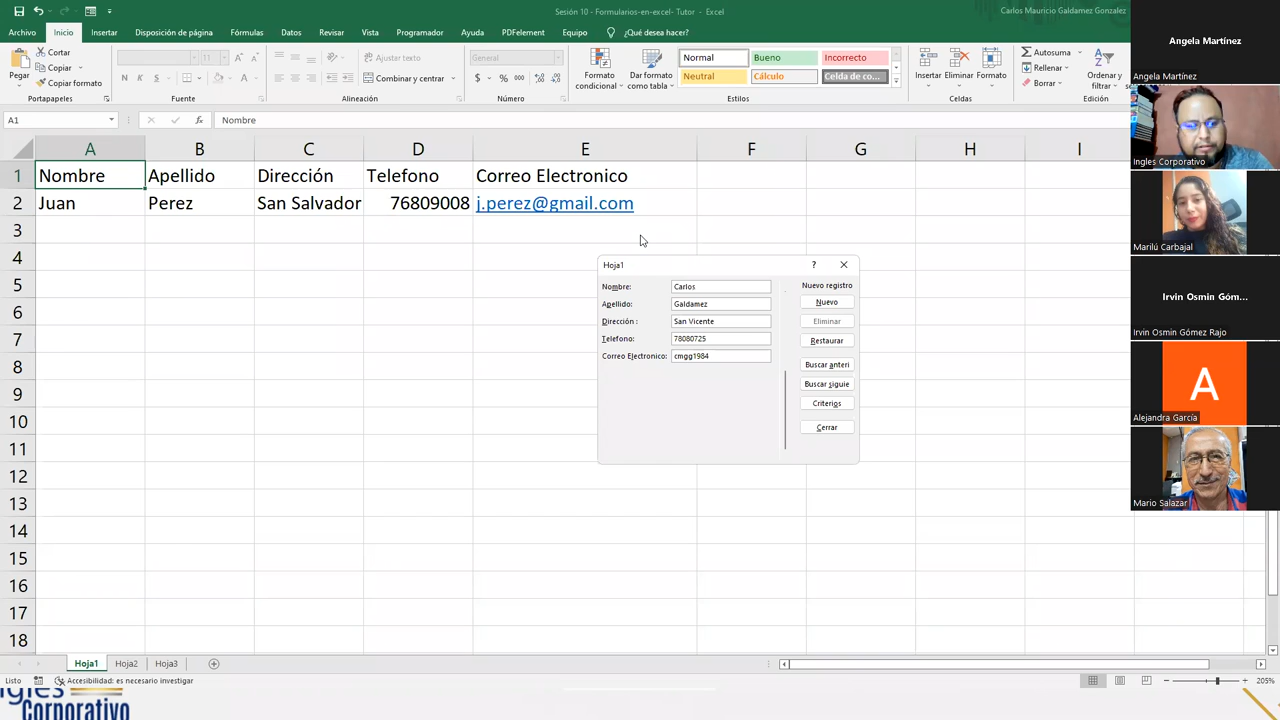 Sesión 10 - Formularios-en-excel- Tutor - Excel
Carlos Mauricio Galdamez Gonzalez
Archivo Inicio Insertar Disposición de página Fórmulas Datos Revisar Vista Programador Ayuda PDFelement Equipo ¿Qué desea hacer?
Pegar
Cortar
Copiar
Copiar formato
Portapapeles
11
N K S
Fuente
Ajustar texto
Combinar y centrar
Alineación
General
$ % 000
Número
Formato condicional
Dar formato como tabla
Normal Bueno Incorrecto
Neutral Cálculo Celda de co...
Estilos
Insertar Eliminar Formato
Celdas
Autosuma
Rellenar
Borrar
Ordenar y filtrar
Edición
A1 fx Nombre
A B C D E F G H I
1 Nombre Apellido Dirección Telefono Correo Electronico
2 Juan Perez San Salvador 76809008 j.perez@gmail.com
3
4
5
6
7
8
9
10
11
12
13
14
15
16
17
18
Hoja1 ?
Nombre: Carlos
Apellido: Galdamez
Dirección : San Vicente
Telefono: 78080725
Correo Electronico: cmgg1984
Nuevo registro
Nuevo
Eliminar
Restaurar
Buscar anteri
Buscar siguie
Criterios
Cerrar
Angela Martínez
Angela Martínez
Ingles Corporativo
Marilú Carbajal
Irvin Osmin Góm...
Irvin Osmin Gómez Rajo
A
Alejandra García
Mario Salazar
Hoja1 Hoja2 Hoja3
Listo Accesibilidad: es necesario investigar
205%
Ingles
Corporativo